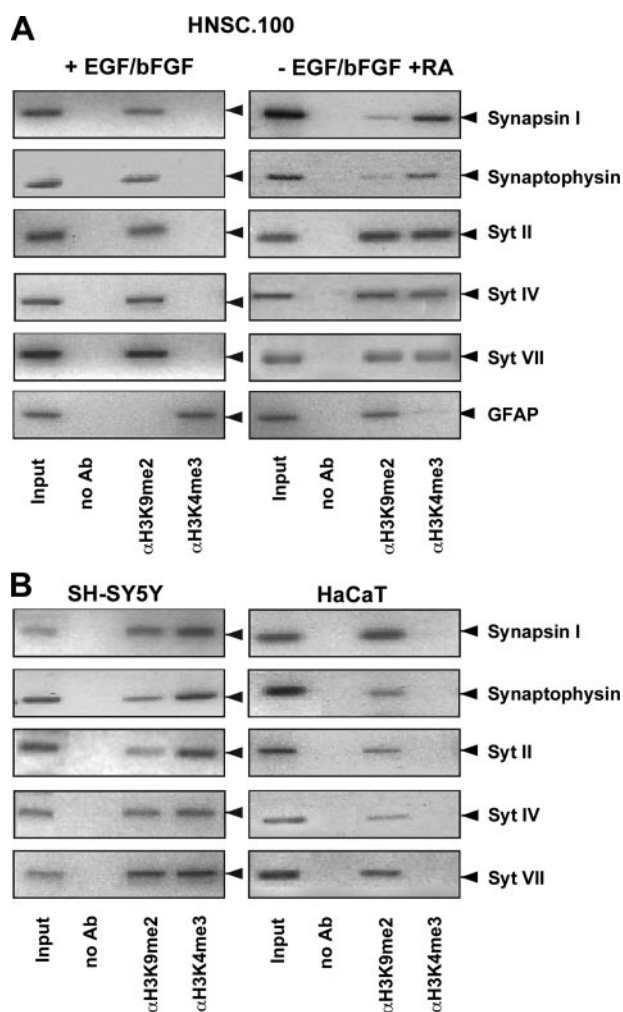 A
HNSC.100
+ EGF/bFGF
- EGF/bFGF +RA
Synapsin I
Synaptophysin
Syt II
Syt IV
Syt VII
GFAP
Input
no Ab
αH3K9me2
αH3K4me3
Input
no Ab
αH3K9me2
αH3K4me3
B
SH-SY5Y
HaCaT
Synapsin I
Synaptophysin
Syt II
Syt IV
Syt VII
Input
no Ab
αH3K9me2
αH3K4me3
Input
no Ab
αH3K9me2
αH3K4me3